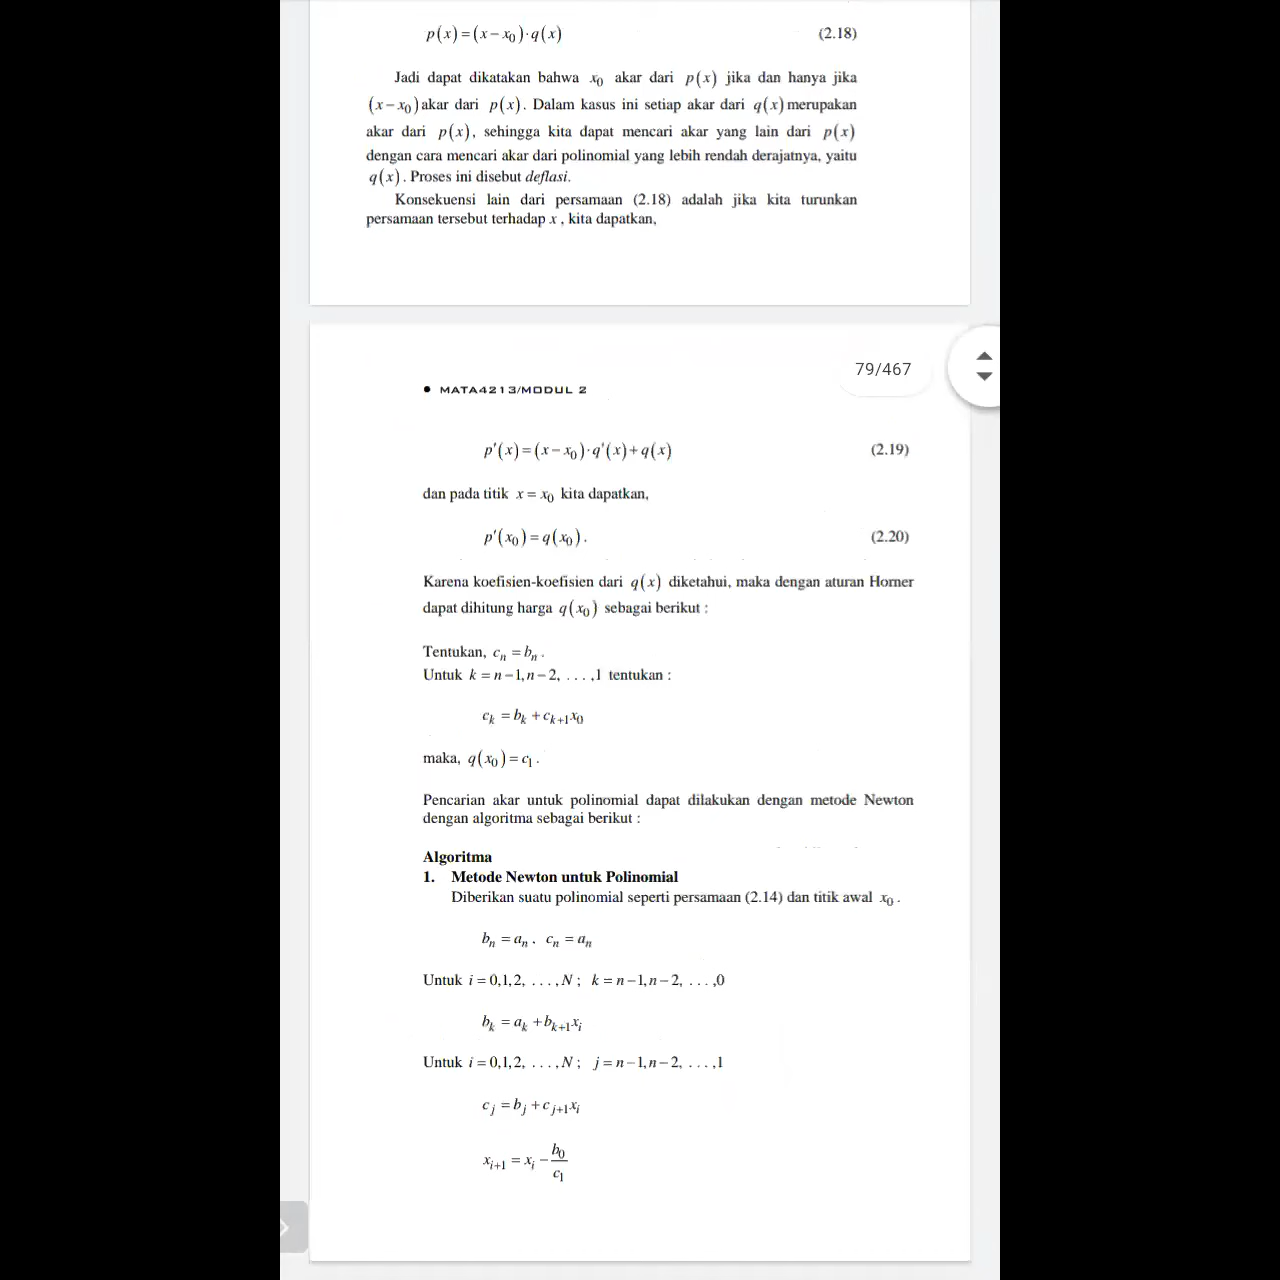 p(x) = (x − x₀)·q(x) (2.18)
Jadi dapat dikatakan bahwa x₀ akar dari p(x) jika dan hanya jika
(x − x₀) akar dari p(x). Dalam kasus ini setiap akar dari q(x) merupakan
akar dari p(x), sehingga kita dapat mencari akar yang lain dari p(x)
dengan cara mencari akar dari polinomial yang lebih rendah derajatnya, yaitu
q(x). Proses ini disebut deflasi.
Konsekuensi lain dari persamaan (2.18) adalah jika kita turunkan
persamaan tersebut terhadap x, kita dapatkan,
79/467
● MATA4213/MODUL 2
p'(x) = (x − x₀)·q'(x) + q(x) (2.19)
dan pada titik x = x₀ kita dapatkan,
p'(x₀) = q(x₀). (2.20)
Karena koefisien-koefisien dari q(x) diketahui, maka dengan aturan Horner
dapat dihitung harga q(x₀) sebagai berikut :
Tentukan, cₙ = bₙ.
Untuk k = n−1, n−2, ...,1 tentukan :
cₖ = bₖ + cₖ₊₁x₀
maka, q(x₀) = c₁.
Pencarian akar untuk polinomial dapat dilakukan dengan metode Newton
dengan algoritma sebagai berikut :
Algoritma
1. Metode Newton untuk Polinomial
Diberikan suatu polinomial seperti persamaan (2.14) dan titik awal x₀.
bₙ = aₙ. cₙ = aₙ
Untuk i = 0,1,2, ...,N; k = n−1, n−2, ...,0
bₖ = aₖ + bₖ₊₁xᵢ
Untuk i = 0,1,2, ...,N; j = n−1, n−2, ...,1
cⱼ = bⱼ + cⱼ₊₁xᵢ
xᵢ₊₁ = xᵢ − b₀/c₁